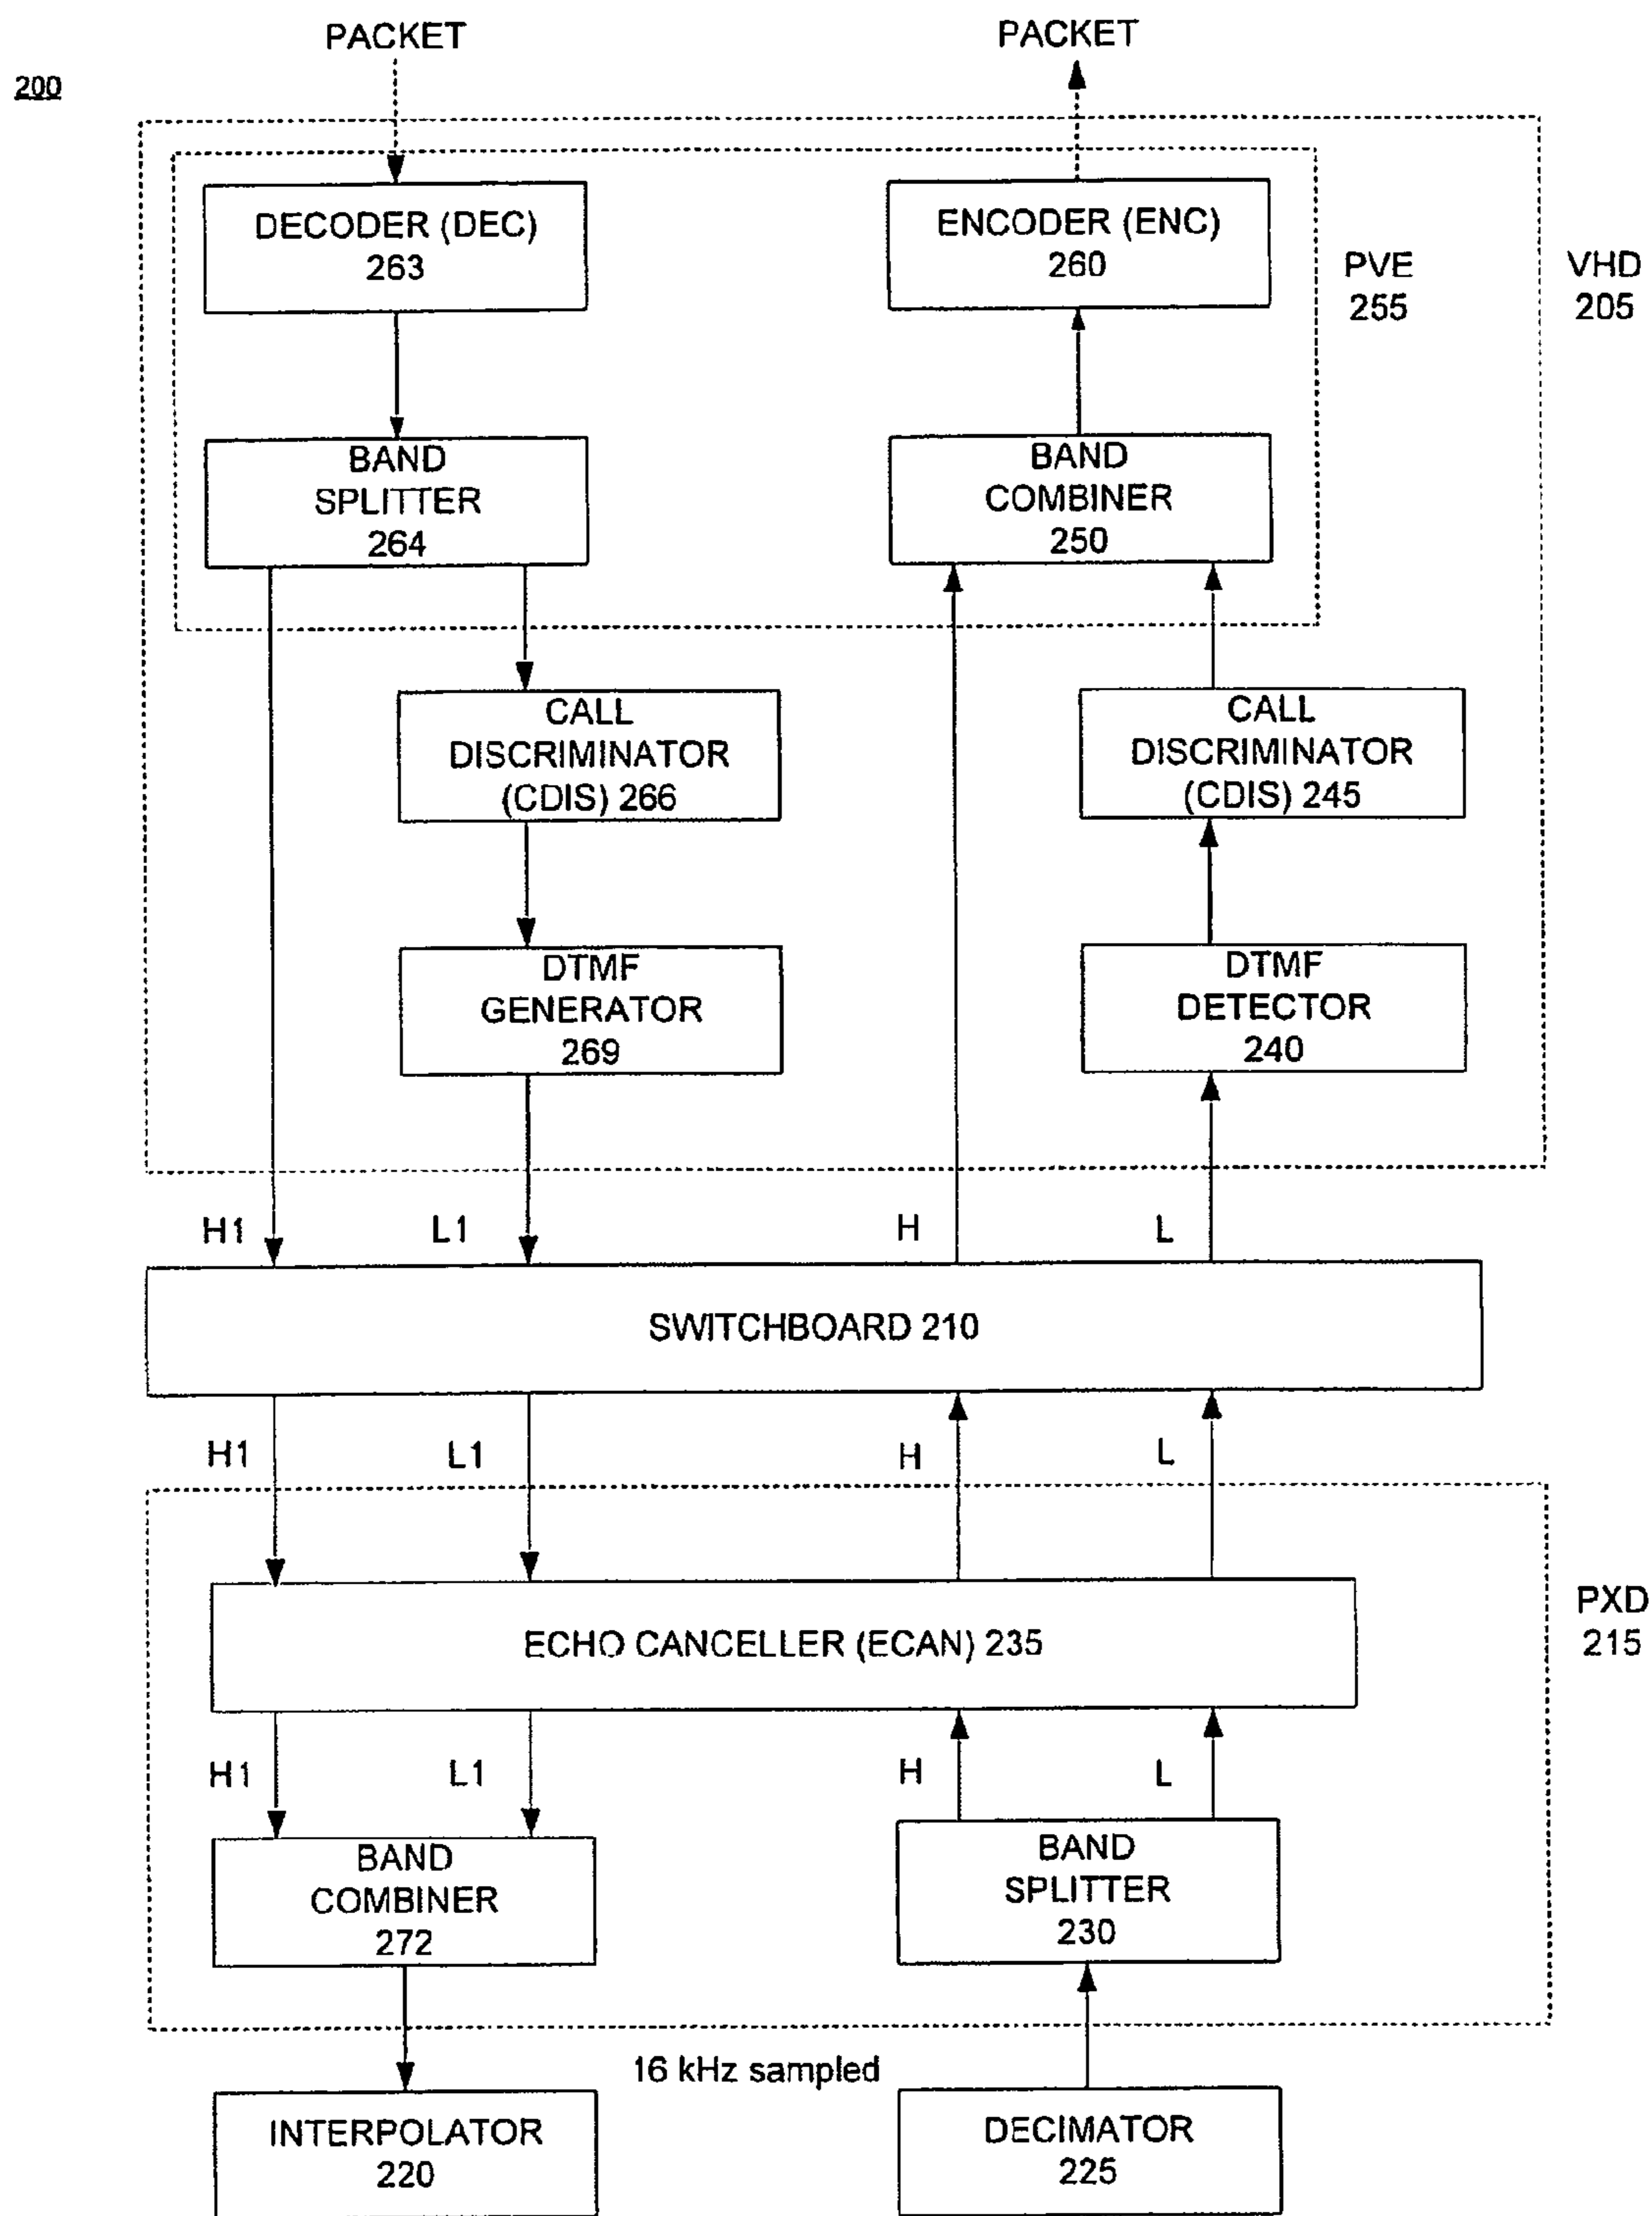 PACKET
PACKET
200
DECODER (DEC)
263
ENCODER (ENC)
260
PVE
255
VHD
205
BAND
SPLITTER
264
BAND
COMBINER
250
CALL
DISCRIMINATOR
(CDIS) 266
CALL
DISCRIMINATOR
(CDIS) 245
DTMF
GENERATOR
269
DTMF
DETECTOR
240
H1
L1
H
L
SWITCHBOARD 210
H1
L1
H
L
ECHO CANCELLER (ECAN) 235
PXD
215
H1
L1
H
L
BAND
COMBINER
272
BAND
SPLITTER
230
16 kHz sampled
INTERPOLATOR
220
DECIMATOR
225